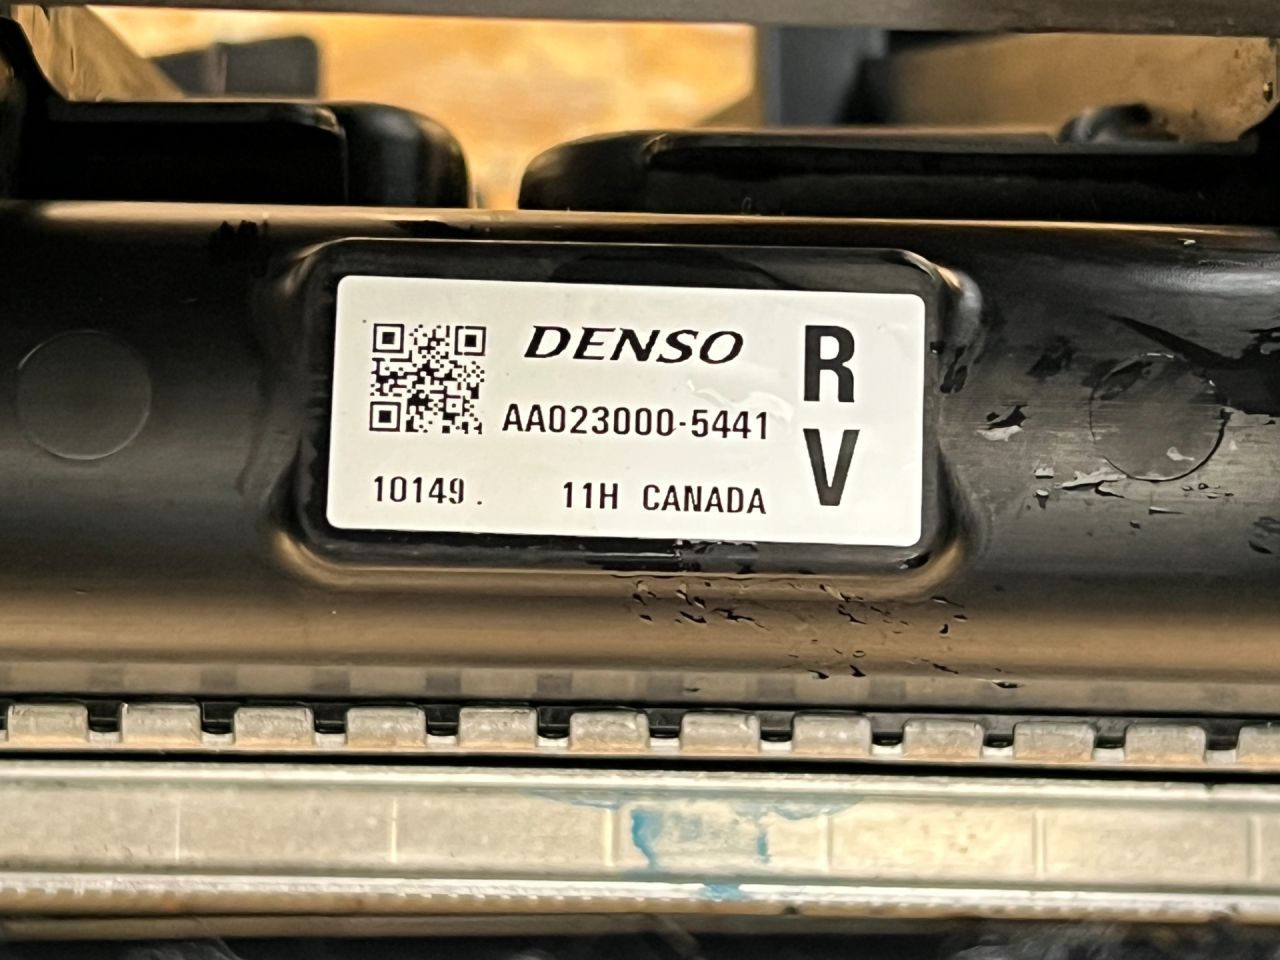 DENSO
AA023000-5441
10149. 11H CANADA
R
V